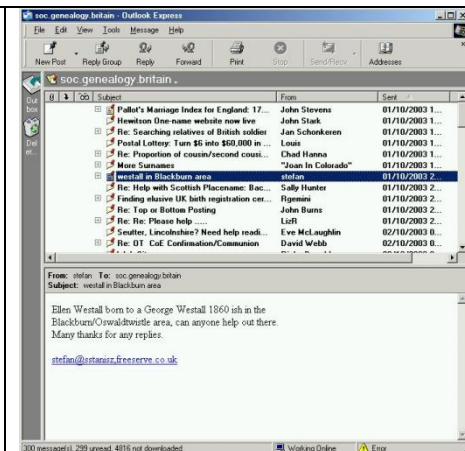 soc.genealogy.britain - Outlook Express
File Edit View Tools Message Help
New Post Reply Group Reply Forward Print Stop Send/Recv Addresses
soc.genealogy.britain
Subject From Sent
Pallot's Marriage Index for England: 17... John Stevens 01/10/2003 1...
Hewitson One-name website now live John Stark 01/10/2003 1...
Re: Searching relatives of British soldier Jan Schonkeren 01/10/2003 1...
Postal Lottery: Turn $6 into $60,000 in ... Louis 01/10/2003 1...
Re: Proportion of cousin/second cousi... Chad Hanna 01/10/2003 1...
More Surnames "Joan In Colorado" 01/10/2003 1...
westall in Blackburn area stefan 01/10/2003 2...
Re: Help with Scottish Placename: Bac... Sally Hunter 01/10/2003 2...
Finding elusive UK birth registration cer... Rgemini 01/10/2003 2...
Re: Top or Bottom Posting John Burns 01/10/2003 2...
Re: Re: Please help ..... LizR 01/10/2003 2...
Seutter, Lincolnshire? Need help readi... Eve McLaughlin 02/10/2003 0...
Re: OT CoE Confirmation/Communion David Webb 02/10/2003 0...
Out
box
Del
et...
From: stefan To: soc.genealogy.britain
Subject: westall in Blackburn area
Ellen Westall born to a George Westall 1860 ish in the
Blackburn/Oswaldtwistle area, can anyone help out there.
Many thanks for any replies.
stefan@sstanisz,freeserve.co.uk
300 message(s), 299 unread, 4816 not downloaded Working Online Error